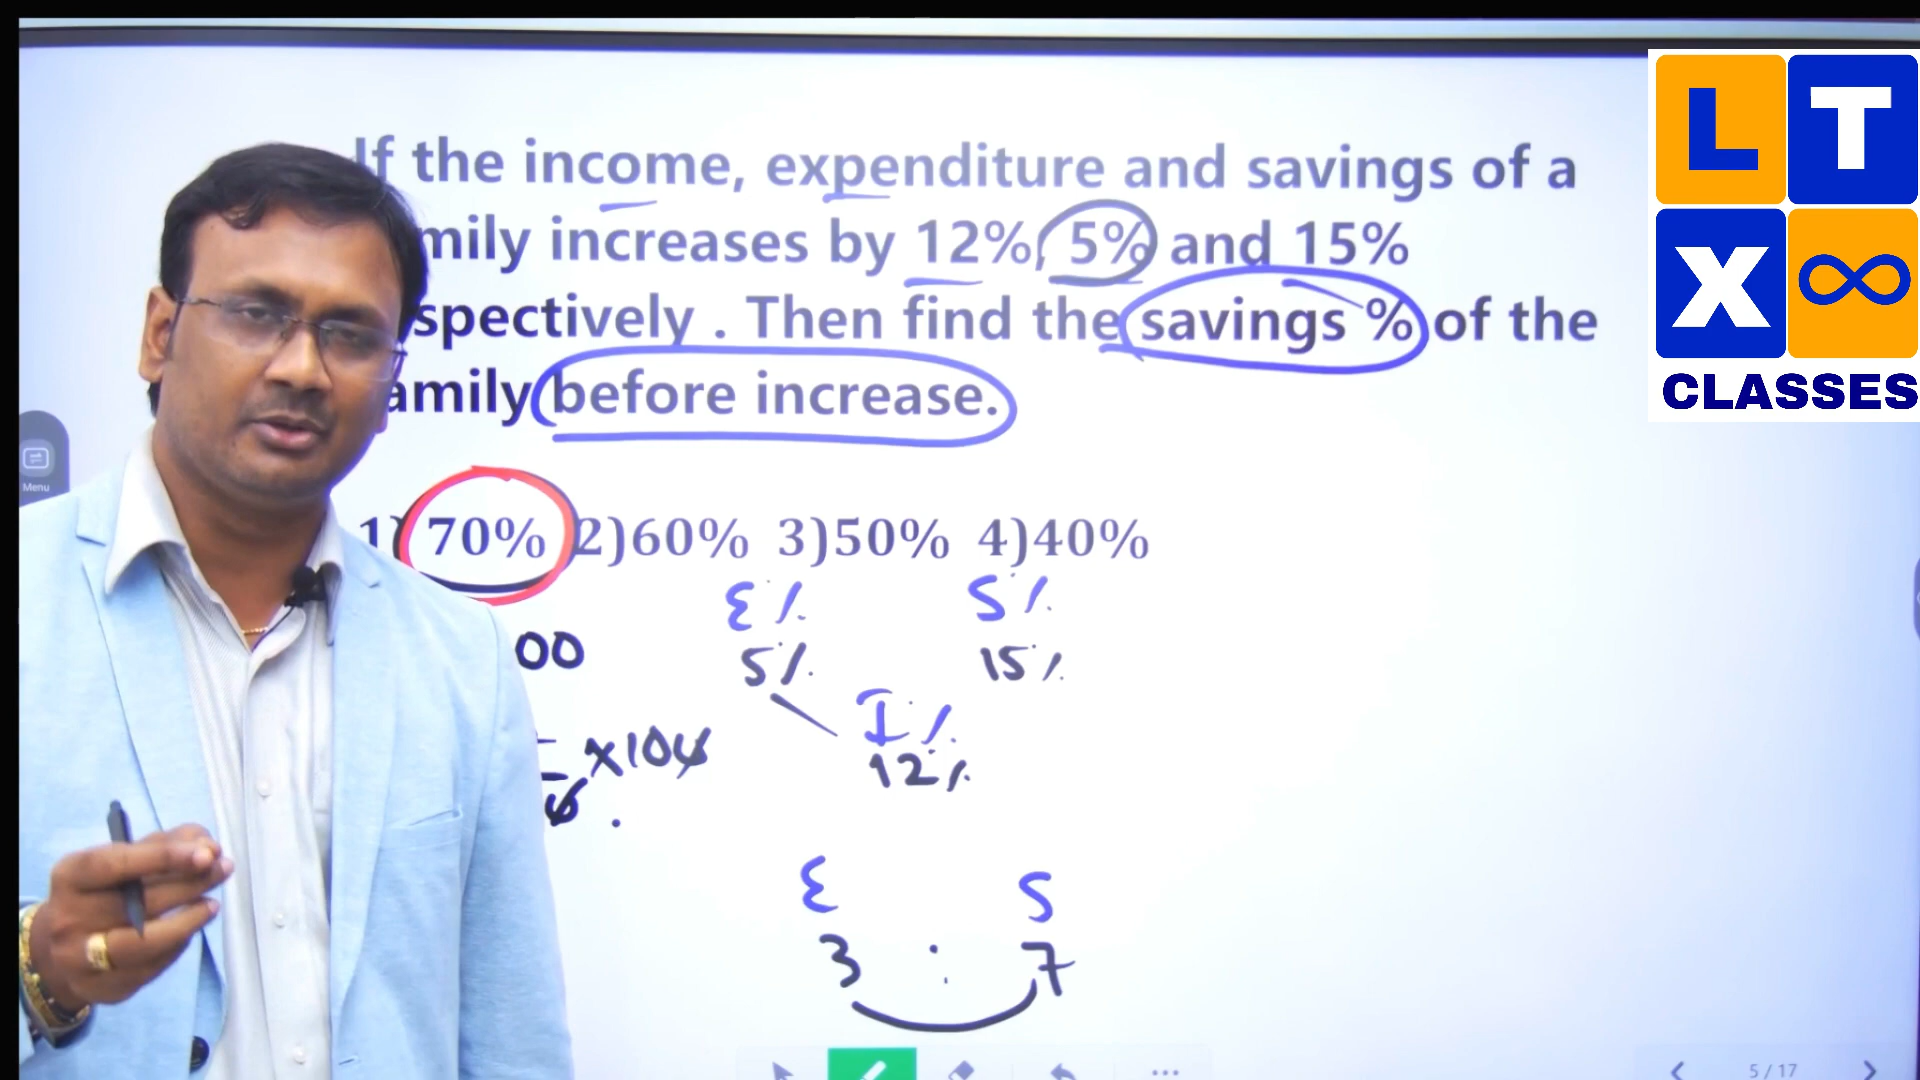 If the income, expenditure and savings of a
mily increases by 12%, 5% and 15%
spectively . Then find the savings % of the
amily before increase.
1) 70% 2)60% 3)50% 4)40%
L T
X ∞
CLASSES
Menu
E% S%
00 5% 15%
I%
×100
12%
E S
3 : 7
5 / 17